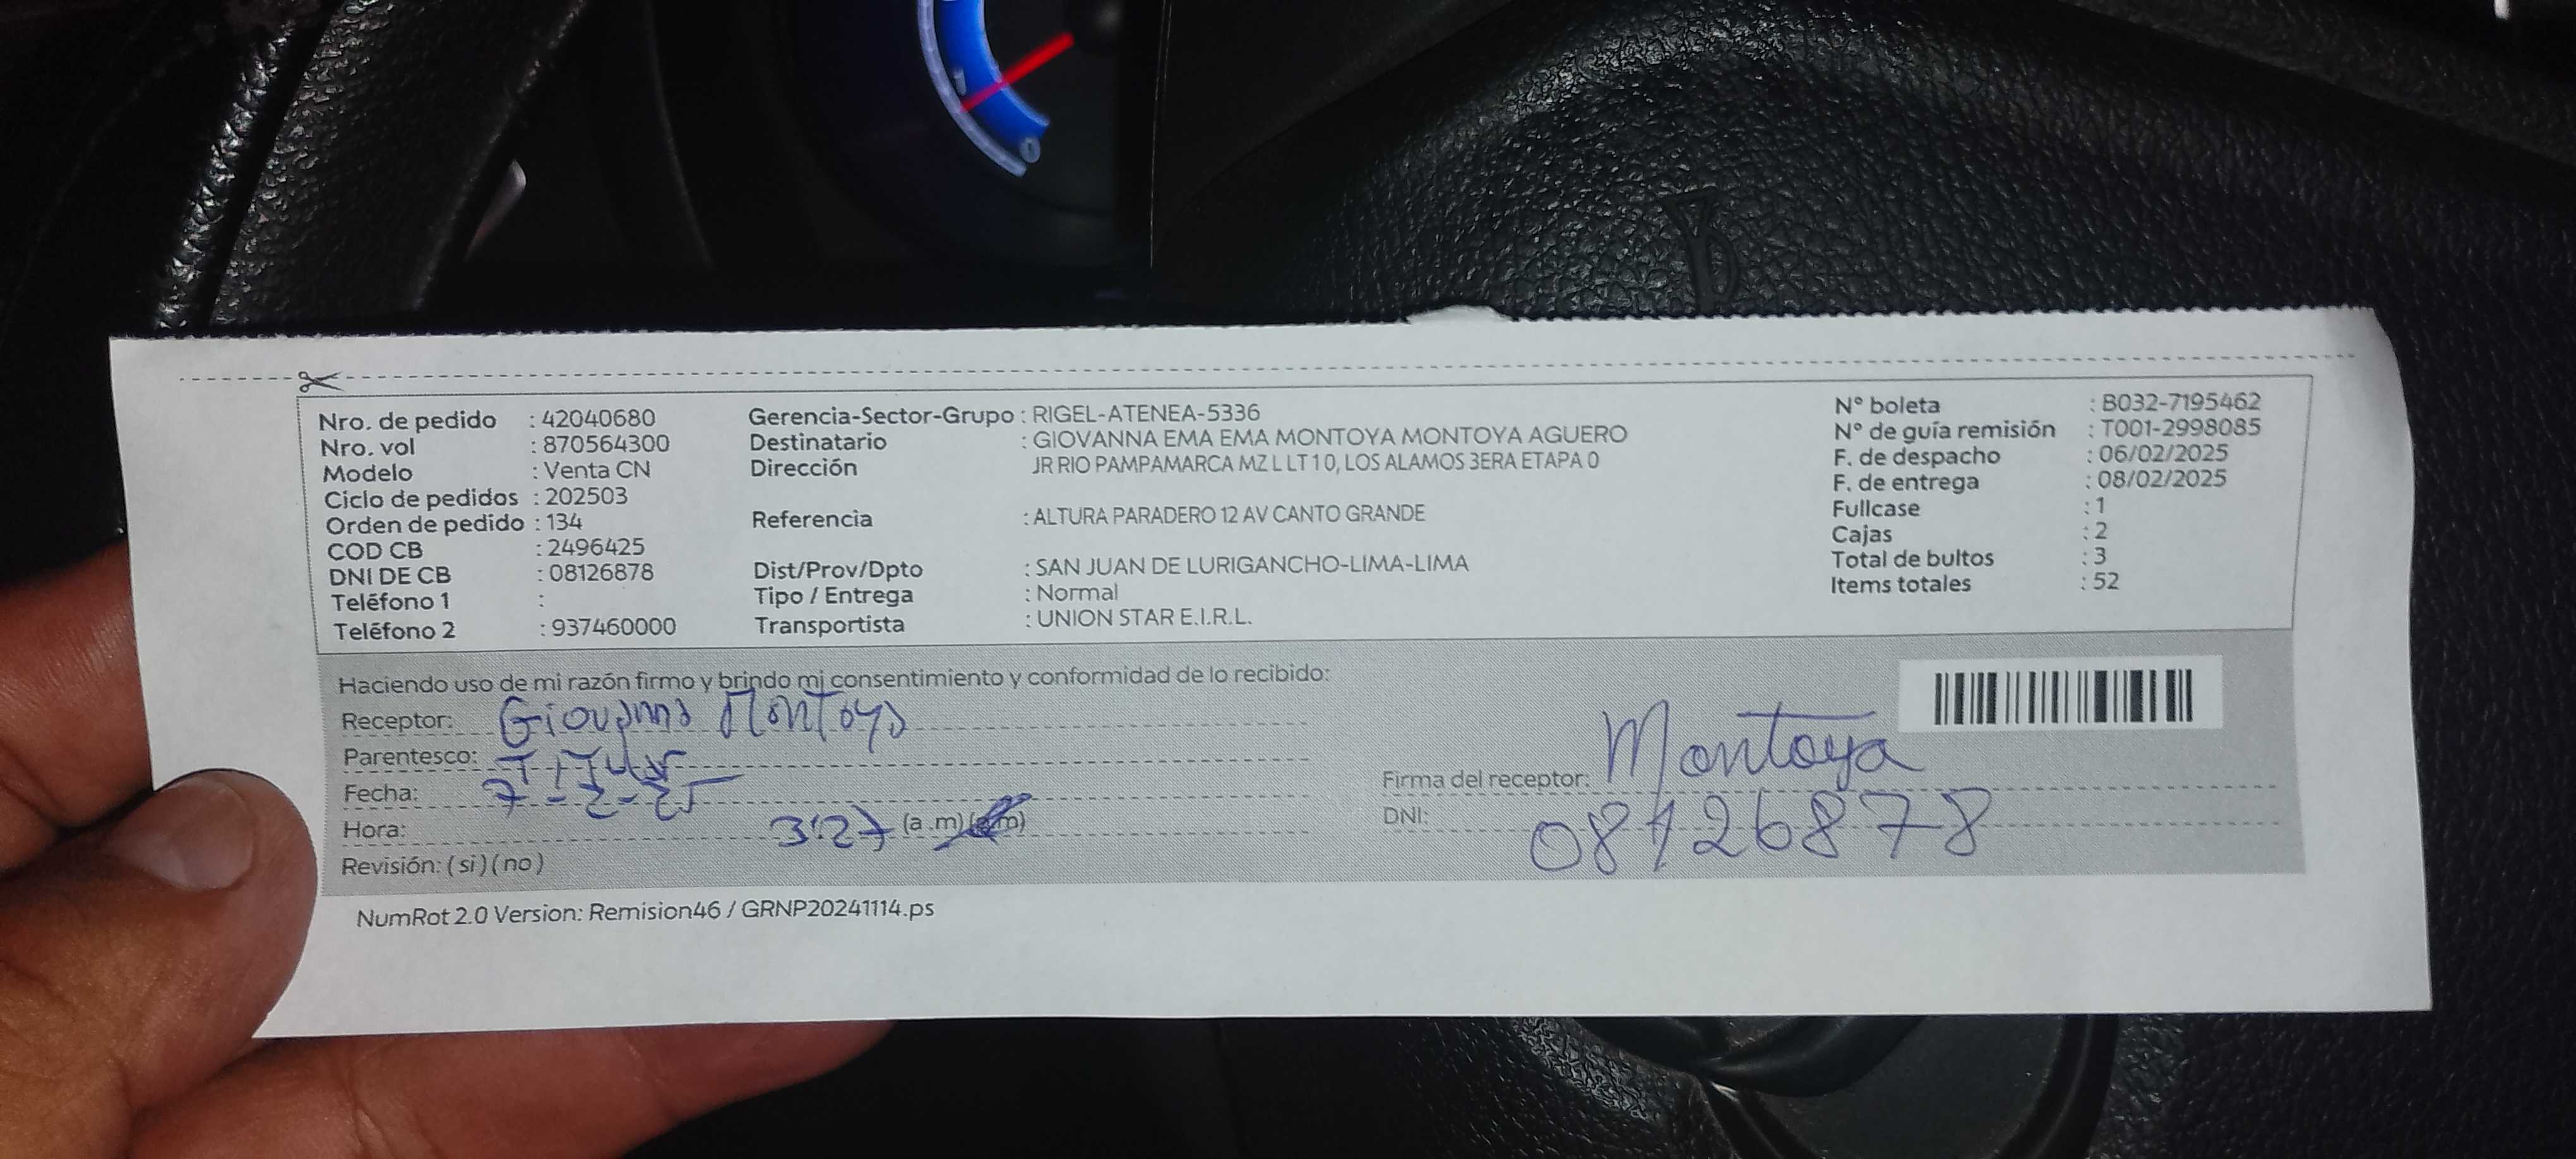 Nro. de pedido : 42040680
Nro. vol : 870564300
Modelo : Venta CN
Ciclo de pedidos : 202503
Orden de pedido : 134
COD CB : 2496425
DNI DE CB : 08126878
Teléfono 1 :
Teléfono 2 : 937460000
Gerencia-Sector-Grupo : RIGEL-ATENEA-5336
Destinatario : GIOVANNA EMA EMA MONTOYA MONTOYA AGUERO
Dirección JR RIO PAMPAMARCA MZ L LT 1 0, LOS ALAMOS 3ERA ETAPA 0
Referencia : ALTURA PARADERO 12 AV CANTO GRANDE
Dist/Prov/Dpto : SAN JUAN DE LURIGANCHO-LIMA-LIMA
Tipo / Entrega : Normal
Transportista : UNION STAR E.I.R.L.
N° boleta : B032-7195462
N° de guía remisión : T001-2998085
F. de despacho : 06/02/2025
F. de entrega : 08/02/2025
Fullcase : 1
Cajas : 2
Total de bultos : 3
Items totales : 52
Haciendo uso de mi razón firmo y brindo mi consentimiento y conformidad de lo recibido:
Receptor: Giovanna Montoya
Parentesco: Titular
Fecha: 7-2-25
Hora: 3:27 (a.m) (p.m)
Revisión: (si) (no)
Firma del receptor: Montoya
DNI: 08126878
NumRot 2.0 Version: Remision46 / GRNP20241114.ps